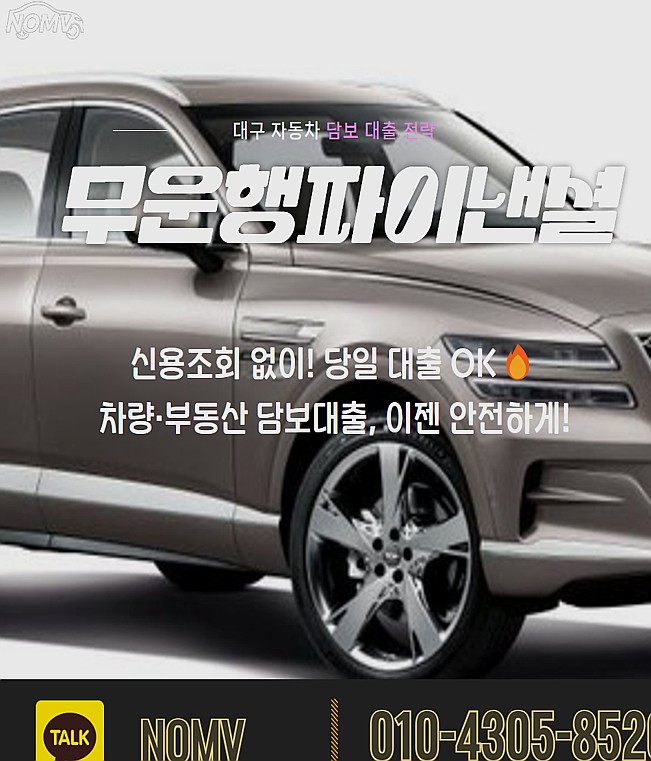 NOMV
대구 자동차 담보 대출 전략
무운행파이낸셜
신용조회 없이! 당일 대출 OK🔥
차량·부동산 담보대출, 이젠 안전하게!
TALK
NOMV
010-4305-8520